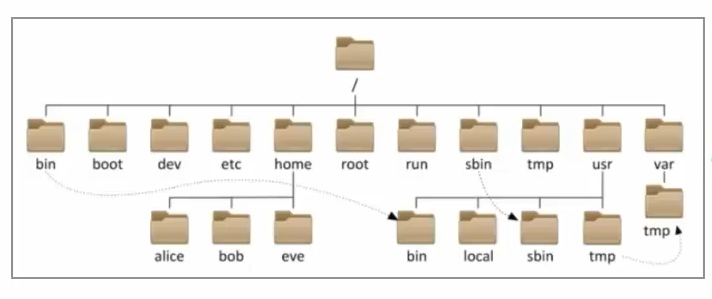 /
bin boot dev etc home root run sbin tmp usr var
tmp
alice bob eve bin local sbin tmp